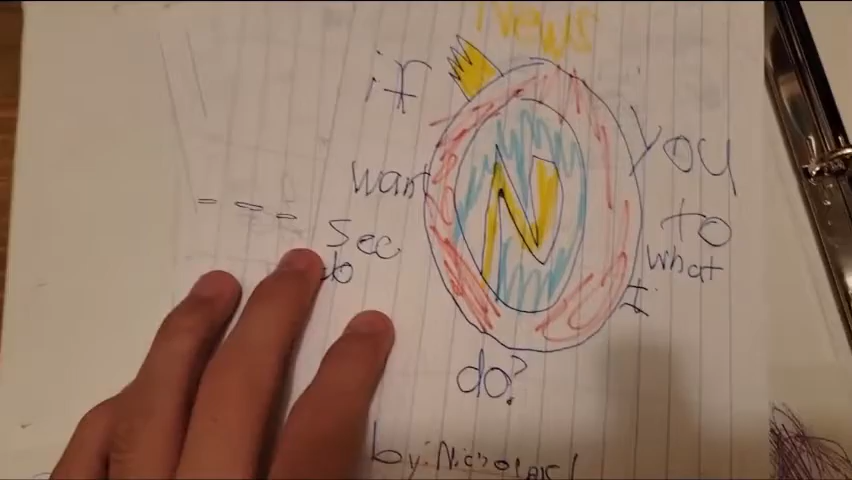 News
if you
want N to
see what
do I
do?
by: Nicholas